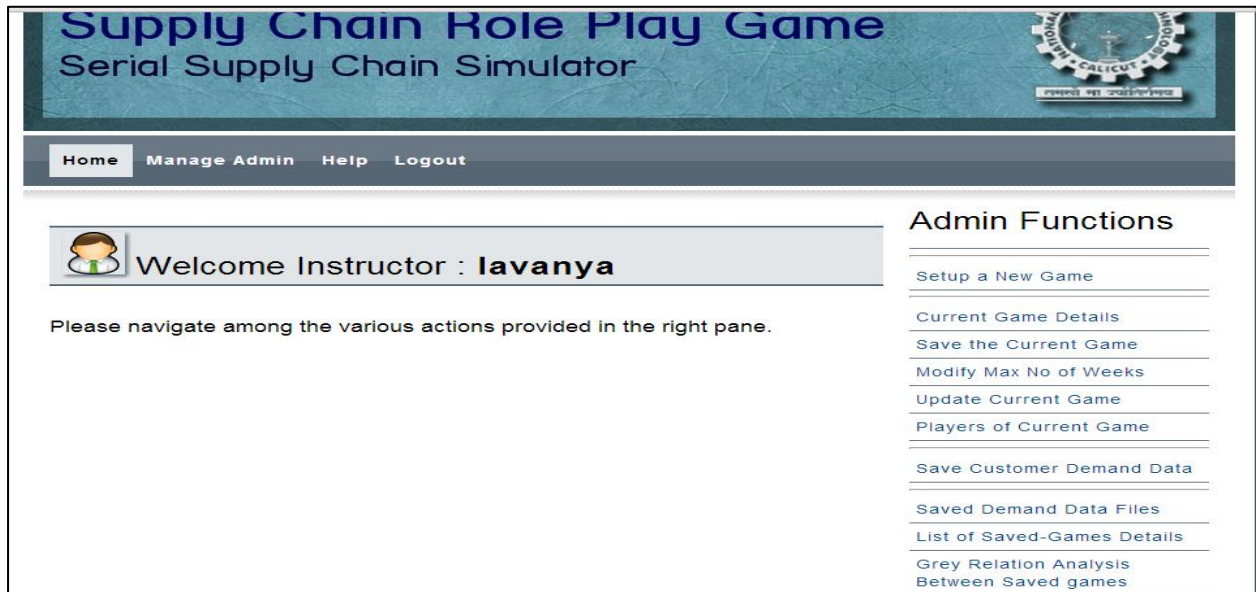 Supply Chain Role Play Game
Serial Supply Chain Simulator
CALICUT
तमसो मा ज्योतिर्गमय
Home Manage Admin Help Logout
Welcome Instructor : lavanya
Please navigate among the various actions provided in the right pane.
Admin Functions
Setup a New Game
Current Game Details
Save the Current Game
Modify Max No of Weeks
Update Current Game
Players of Current Game
Save Customer Demand Data
Saved Demand Data Files
List of Saved-Games Details
Grey Relation Analysis
Between Saved games